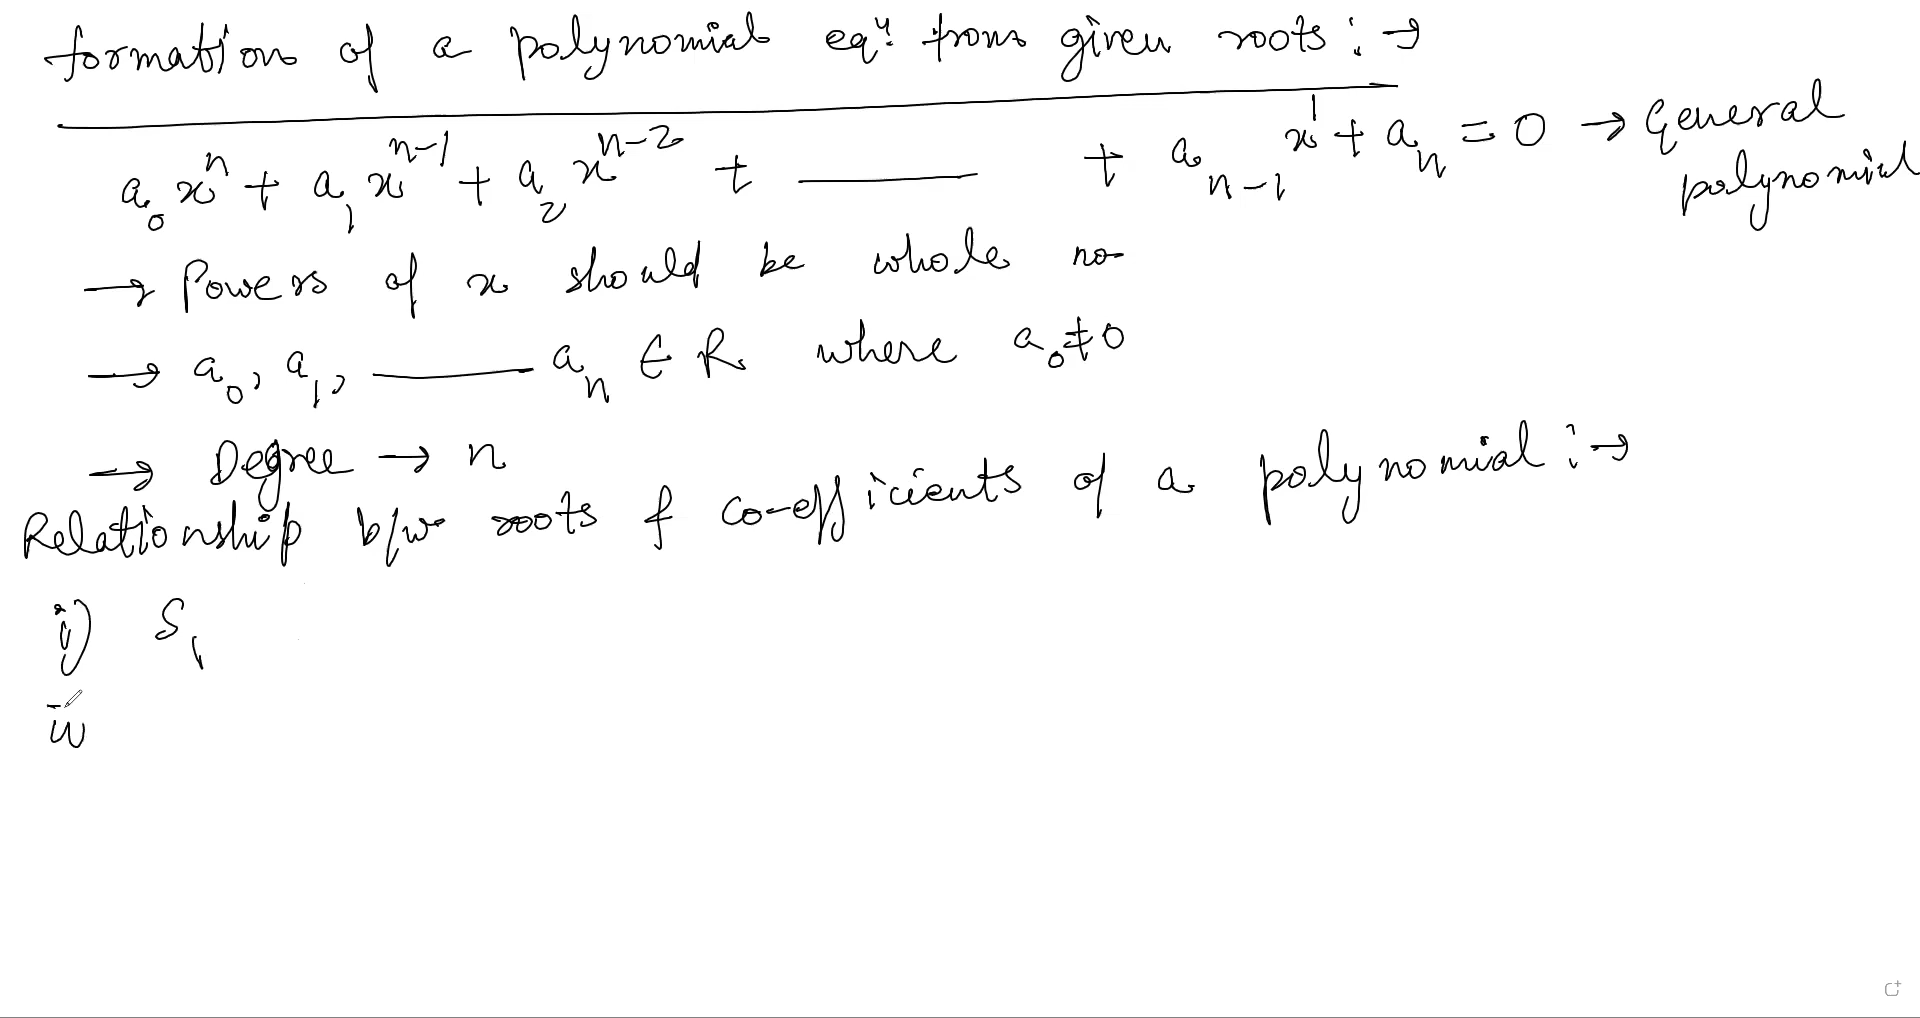 formation of a polynomial eqⁿ. from given roots : →
a₀xⁿ + a₁xⁿ⁻¹ + a₂xⁿ⁻² + ——— + aₙ₋₁x¹ + aₙ = 0 → General polynomial
→ Powers of x should be whole no.
→ a₀, a₁, ——— aₙ ∈ R where a₀ ≠ 0
→ Degree → n
Relationship b/w roots & co-efficients of a polynomial : →
i) S₁
ii